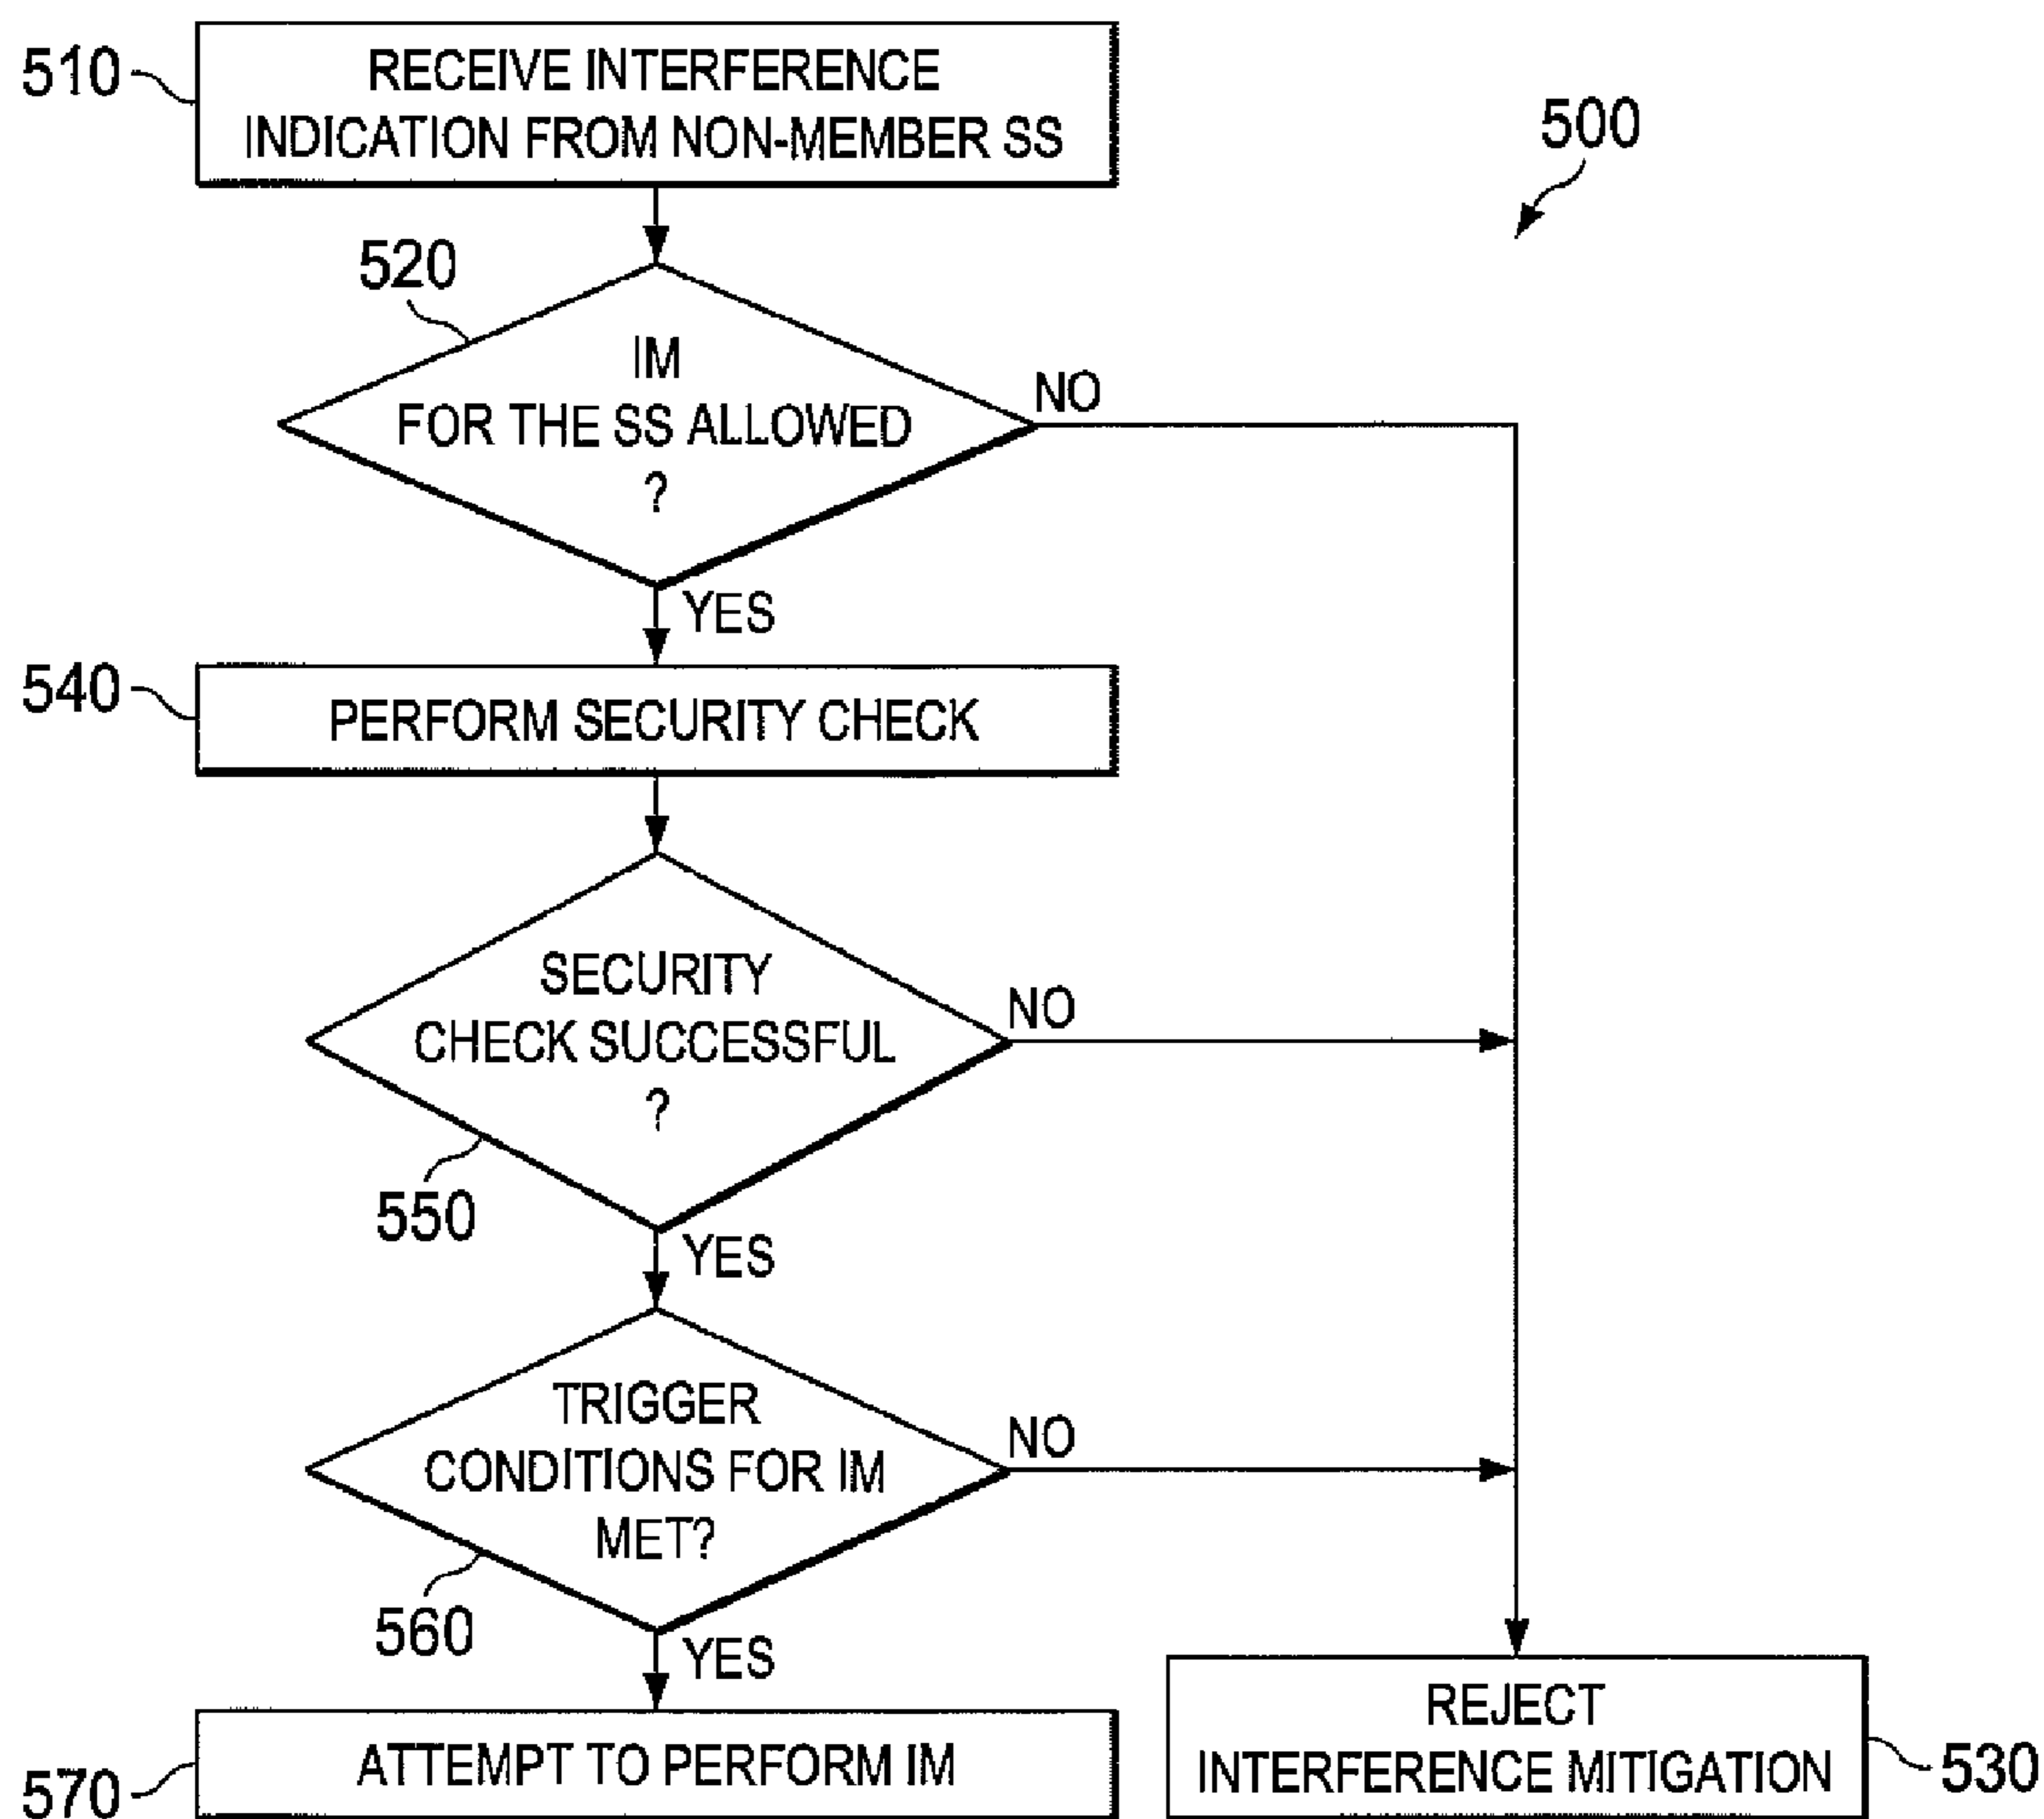 510
RECEIVE INTERFERENCE
INDICATION FROM NON-MEMBER SS
500
520
IM
FOR THE SS ALLOWED
?
NO
YES
540
PERFORM SECURITY CHECK
SECURITY
CHECK SUCCESSFUL
?
NO
550
YES
TRIGGER
CONDITIONS FOR IM
MET?
NO
560
YES
570
ATTEMPT TO PERFORM IM
REJECT
INTERFERENCE MITIGATION
530